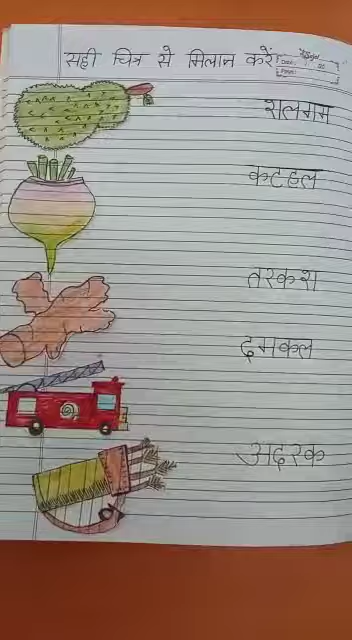 सही चित्र से मिलान करें
शलगम
कटहल
तरकश
दमकल
अदरक